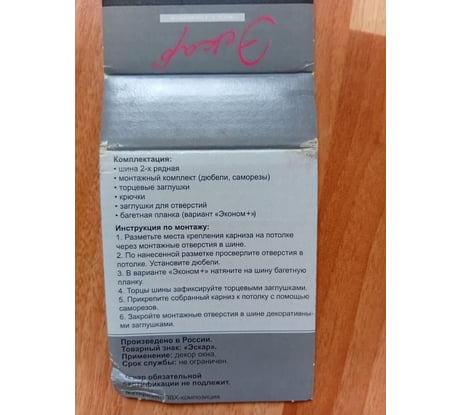 Эскар
Комплектация:
• шина 2-х рядная
• монтажный комплект (дюбели, саморезы)
• торцевые заглушки
• крючки
• заглушки для отверстий
• багетная планка (вариант «Эконом+»)
Инструкция по монтажу:
1. Разметьте места крепления карниза на потолке
через монтажные отверстия в шине.
2. По нанесенной разметке просверлите отверстия в
потолке. Установите дюбели.
3. В варианте «Эконом+» натяните на шину багетную
планку.
4. Торцы шины зафиксируйте торцевыми заглушками.
5. Прикрепите собранный карниз к потолку с помощью
саморезов.
6. Закройте монтажные отверстия в шине декоративны-
ми заглушками.
Произведено в России.
Товарный знак: «Эскар».
Применение: декор окна.
Срок службы: не ограничен.
обязательной
не подлежит.
ПВХ-композиция